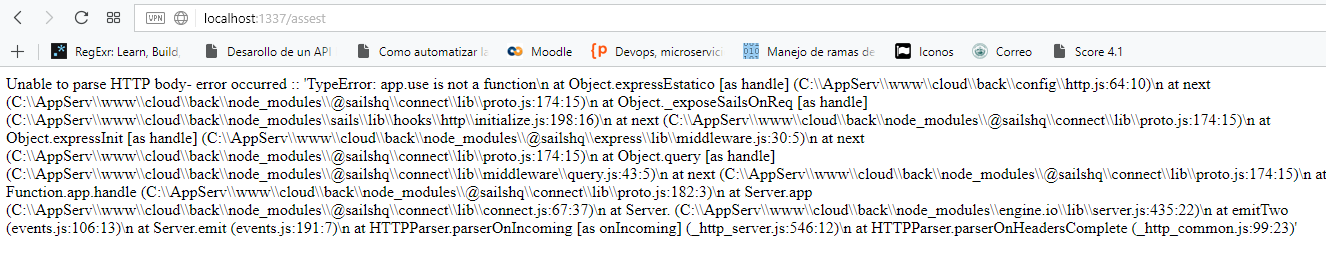 VPN localhost:1337/assest
RegExr: Learn, Build, Desarollo de un API Como automatizar la Moodle Devops, microservici Manejo de ramas de Iconos Correo Score 4.1
Unable to parse HTTP body- error occurred :: 'TypeError: app.use is not a function\n at Object.expressEstatico [as handle] (C:\\AppServ\\www\\cloud\\back\\config\\http.js:64:10)\n at next
(C:\\AppServ\\www\\cloud\\back\\node_modules\\@sailshq\\connect\\lib\\proto.js:174:15)\n at Object._exposeSailsOnReq [as handle]
(C:\\AppServ\\www\\cloud\\back\\node_modules\\sails\\lib\\hooks\\http\\initialize.js:198:16)\n at next (C:\\AppServ\\www\\cloud\\back\\node_modules\\@sailshq\\connect\\lib\\proto.js:174:15)\n at
Object.expressInit [as handle] (C:\\AppServ\\www\\cloud\\back\\node_modules\\@sailshq\\express\\lib\\middleware.js:30:5)\n at next
(C:\\AppServ\\www\\cloud\\back\\node_modules\\@sailshq\\connect\\lib\\proto.js:174:15)\n at Object.query [as handle]
(C:\\AppServ\\www\\cloud\\back\\node_modules\\@sailshq\\connect\\lib\\middleware\\query.js:43:5)\n at next (C:\\AppServ\\www\\cloud\\back\\node_modules\\@sailshq\\connect\\lib\\proto.js:174:15)\n at
Function.app.handle (C:\\AppServ\\www\\cloud\\back\\node_modules\\@sailshq\\connect\\lib\\proto.js:182:3)\n at Server.app
(C:\\AppServ\\www\\cloud\\back\\node_modules\\@sailshq\\connect\\lib\\connect.js:67:37)\n at Server. (C:\\AppServ\\www\\cloud\\back\\node_modules\\engine.io\\lib\\server.js:435:22)\n at emitTwo
(events.js:106:13)\n at Server.emit (events.js:191:7)\n at HTTPParser.parserOnIncoming [as onIncoming] (_http_server.js:546:12)\n at HTTPParser.parserOnHeadersComplete (_http_common.js:99:23)'